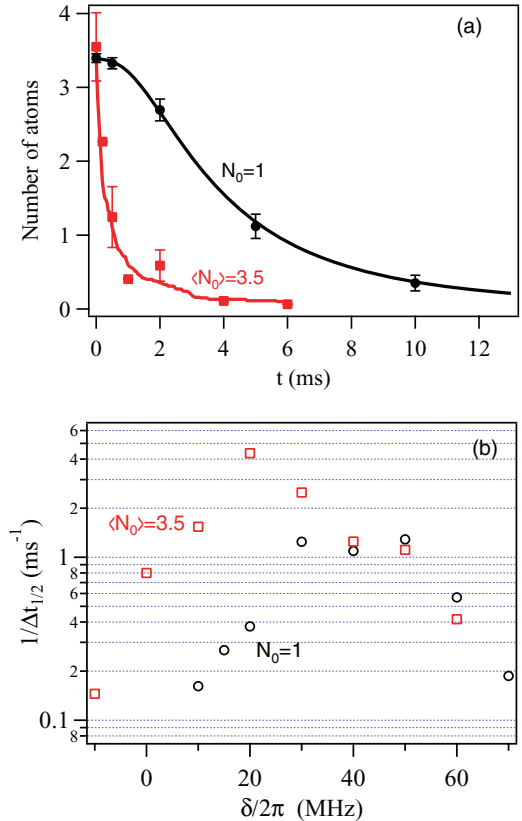 (a)
Number of atoms
4
3
2
1
0
N₀=1
⟨N₀⟩=3.5
0 2 4 6 8 10 12
t (ms)
(b)
1/Δt₁/₂ (ms⁻¹)
6
4
2
1
8
6
4
2
0.1
8
⟨N₀⟩=3.5
N₀=1
0 20 40 60
δ/2π (MHz)